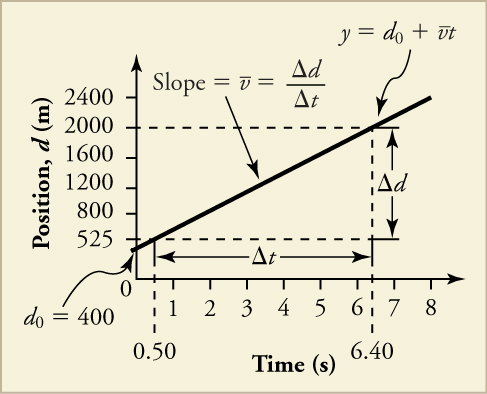 y = d₀ + v̅t
Slope = v̅ = Δd
Δt
Position, d (m)
2400
2000
1600
1200
800
525
0
Δd
Δt
d₀ = 400
1 2 3 4 5 6 7 8
0.50 6.40
Time (s)